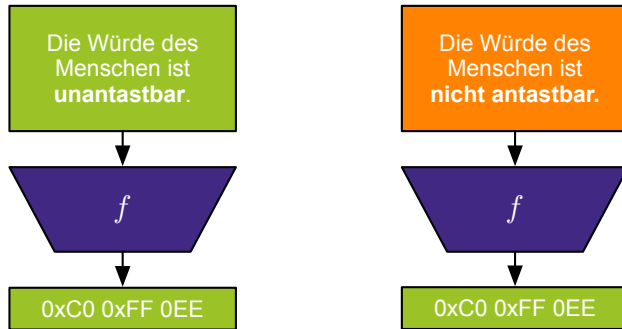 Die Würde des
Menschen ist
unantastbar.
f
0xC0 0xFF 0EE
Die Würde des
Menschen ist
nicht antastbar.
f
0xC0 0xFF 0EE